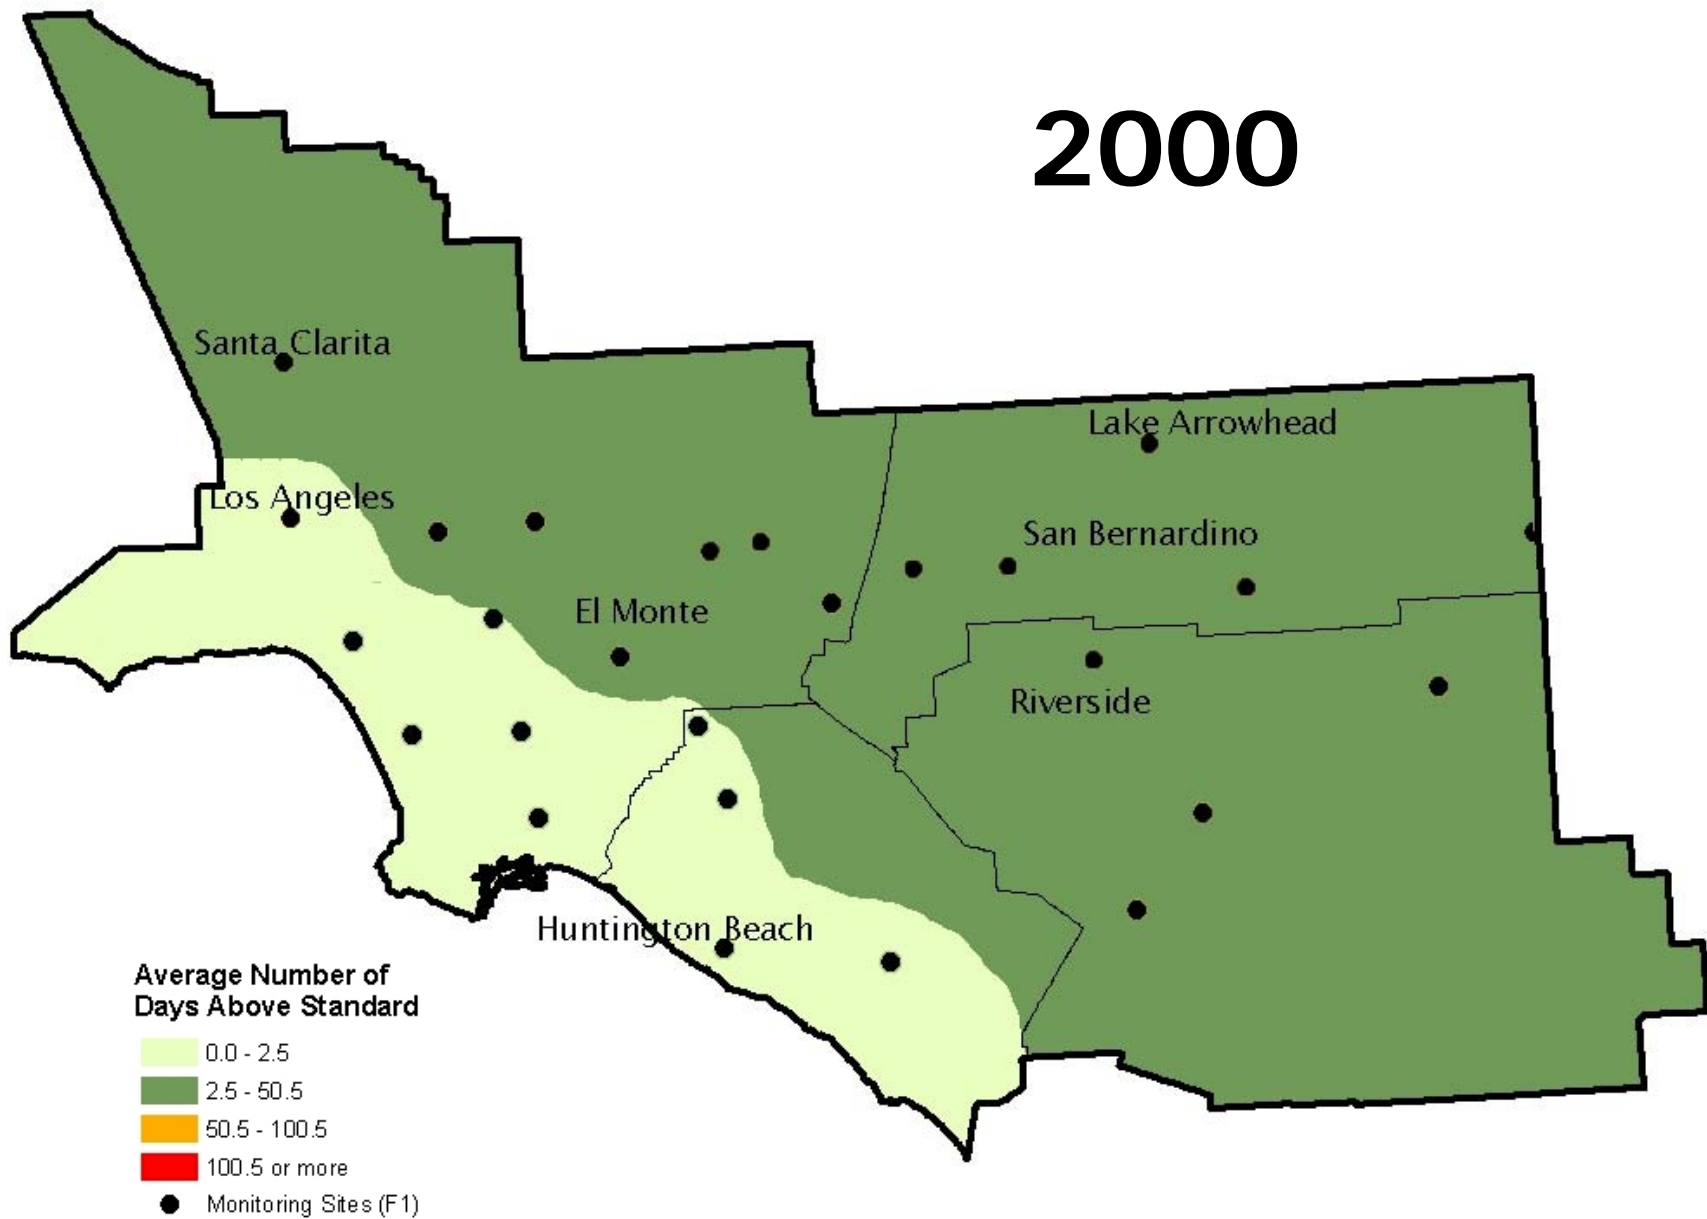 2000
Santa Clarita
Lake Arrowhead
Los Angeles
San Bernardino
El Monte
Riverside
Huntington Beach
Average Number of
Days Above Standard
0.0 - 2.5
2.5 - 50.5
50.5 - 100.5
100.5 or more
Monitoring Sites (F1)